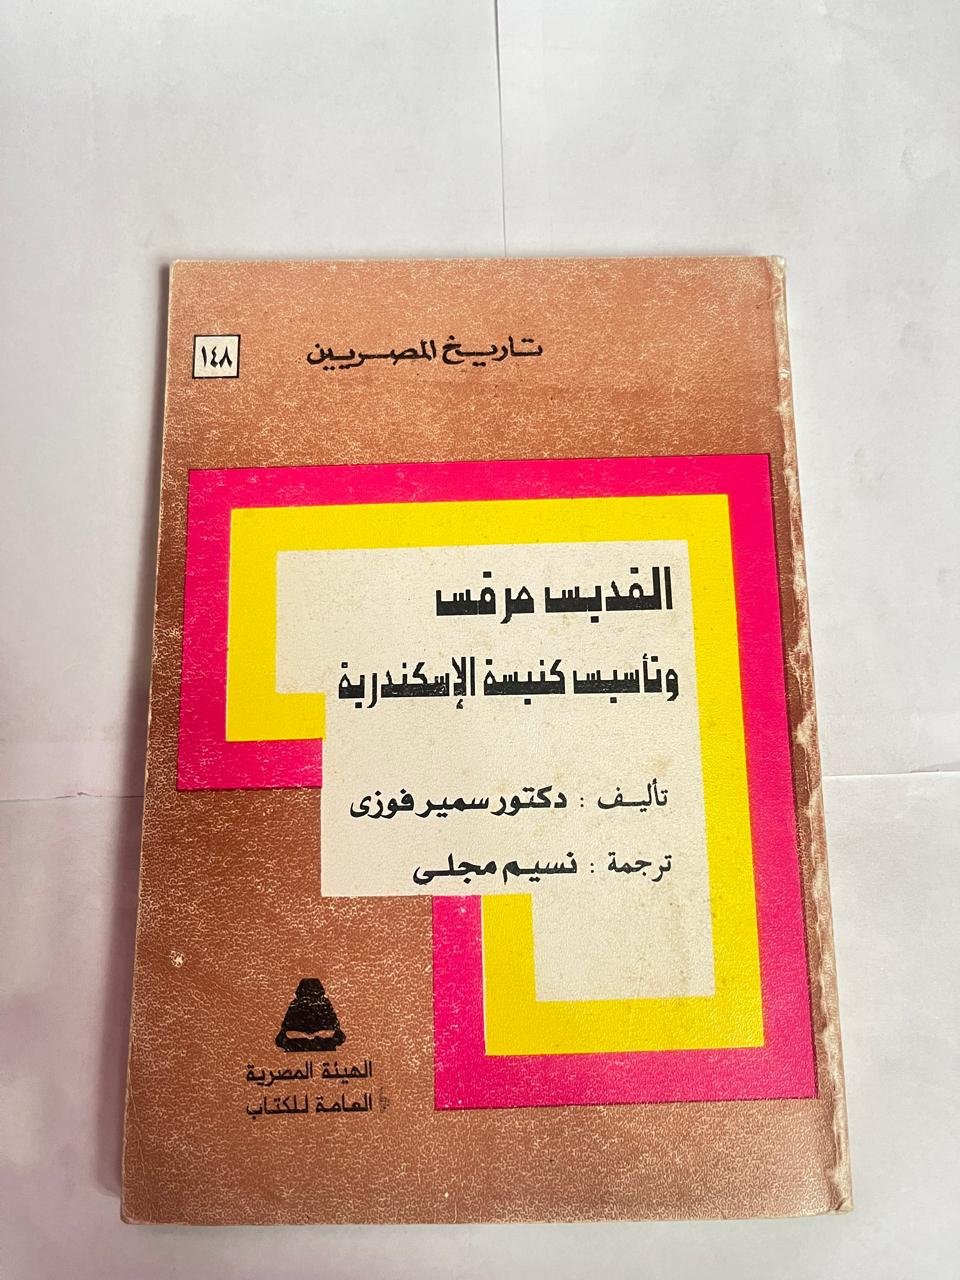 تاريخ المصريين
١٤٨
القديس مرقس
وتأسيس كنيسة الإسكندرية
تأليف : دكتور سمير فوزى
ترجمة : نسيم مجلى
الهيئة المصرية
العامة للكتاب